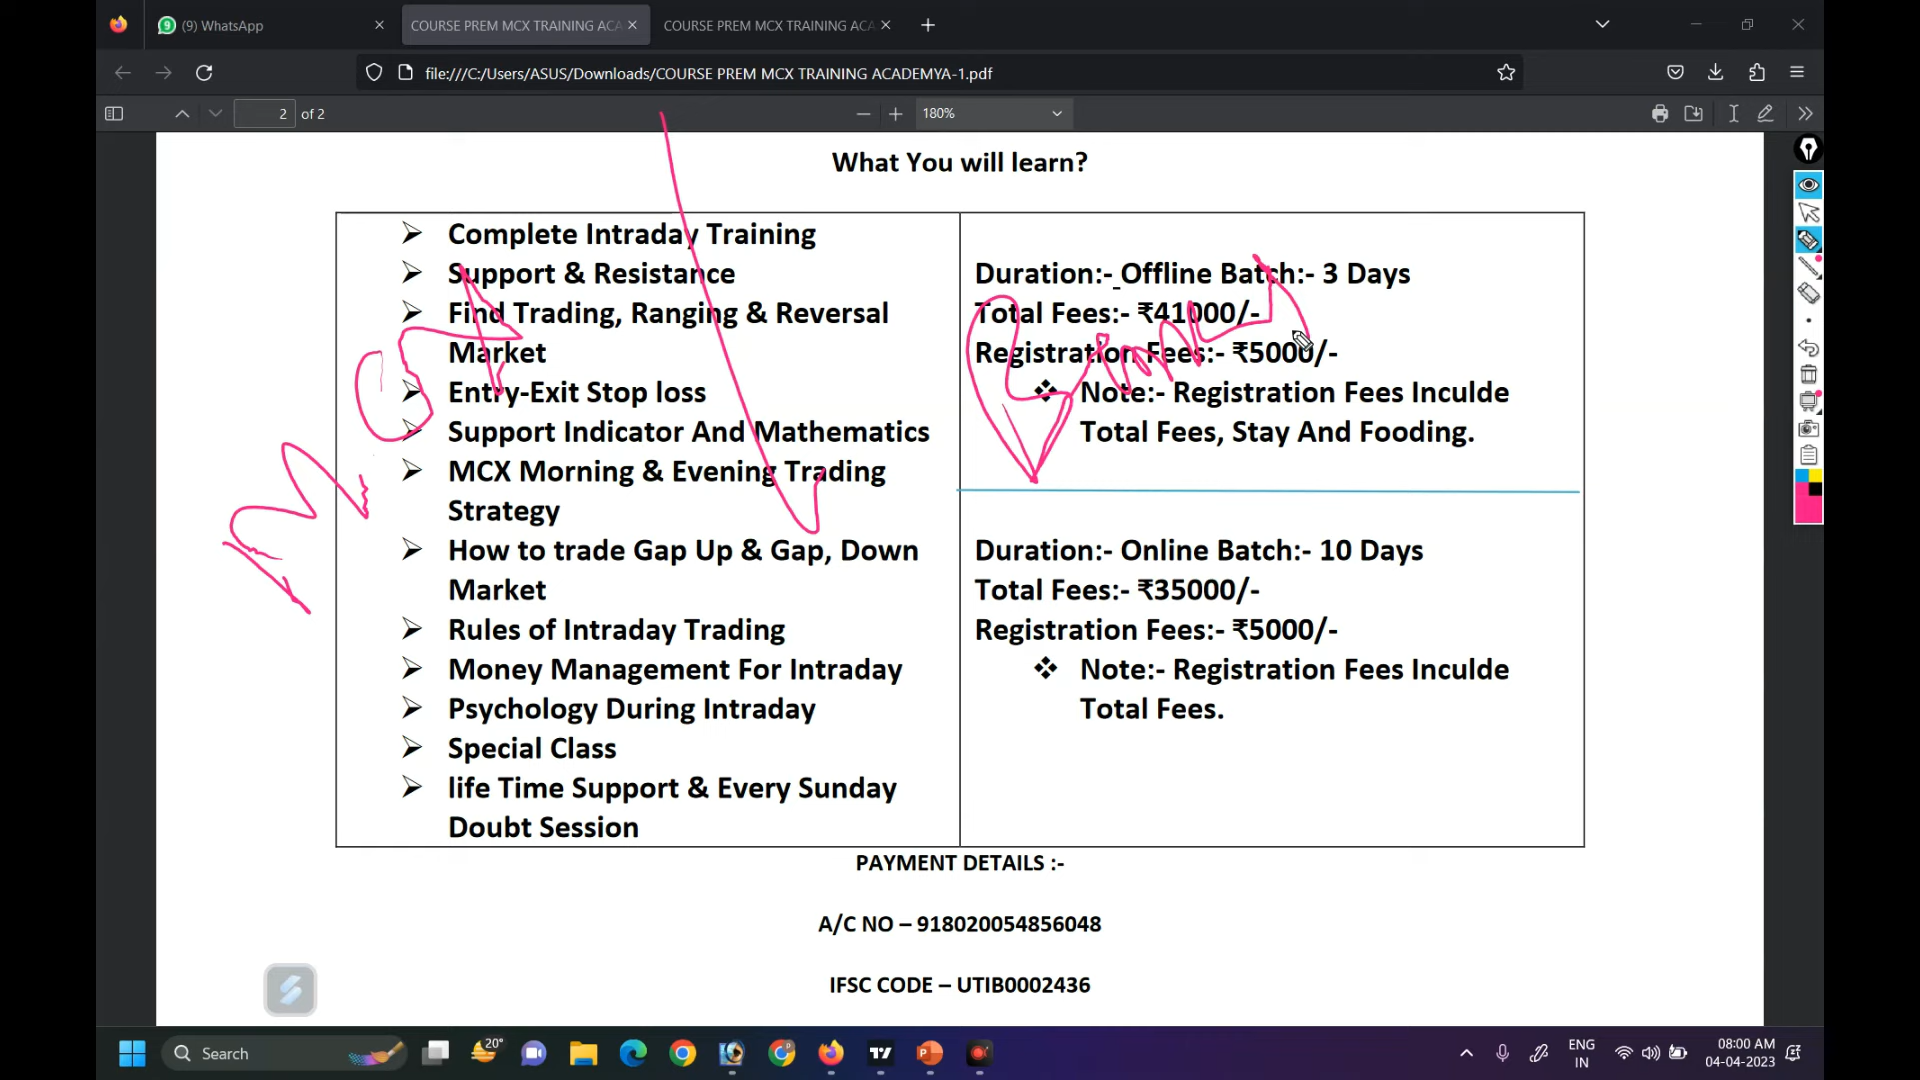 (9) WhatsApp
COURSE PREM MCX TRAINING ACA
COURSE PREM MCX TRAINING ACA
file:///C:/Users/ASUS/Downloads/COURSE PREM MCX TRAINING ACADEMYA-1.pdf
2 of 2
180%
What You will learn?
Complete Intraday Training
Support & Resistance
Find Trading, Ranging & Reversal
Market
Entry-Exit Stop loss
Support Indicator And Mathematics
MCX Morning & Evening Trading
Strategy
How to trade Gap Up & Gap, Down
Market
Rules of Intraday Trading
Money Management For Intraday
Psychology During Intraday
Special Class
life Time Support & Every Sunday
Doubt Session
Duration:- Offline Batch:- 3 Days
Total Fees:- ₹41000/-
Registration Fees:- ₹5000/-
Note:- Registration Fees Inculde
Total Fees, Stay And Fooding.
Duration:- Online Batch:- 10 Days
Total Fees:- ₹35000/-
Registration Fees:- ₹5000/-
Note:- Registration Fees Inculde
Total Fees.
MCX
PAYMENT DETAILS :-
A/C NO – 918020054856048
IFSC CODE – UTIB0002436
Search
20°
ENG
IN
08:00 AM
04-04-2023